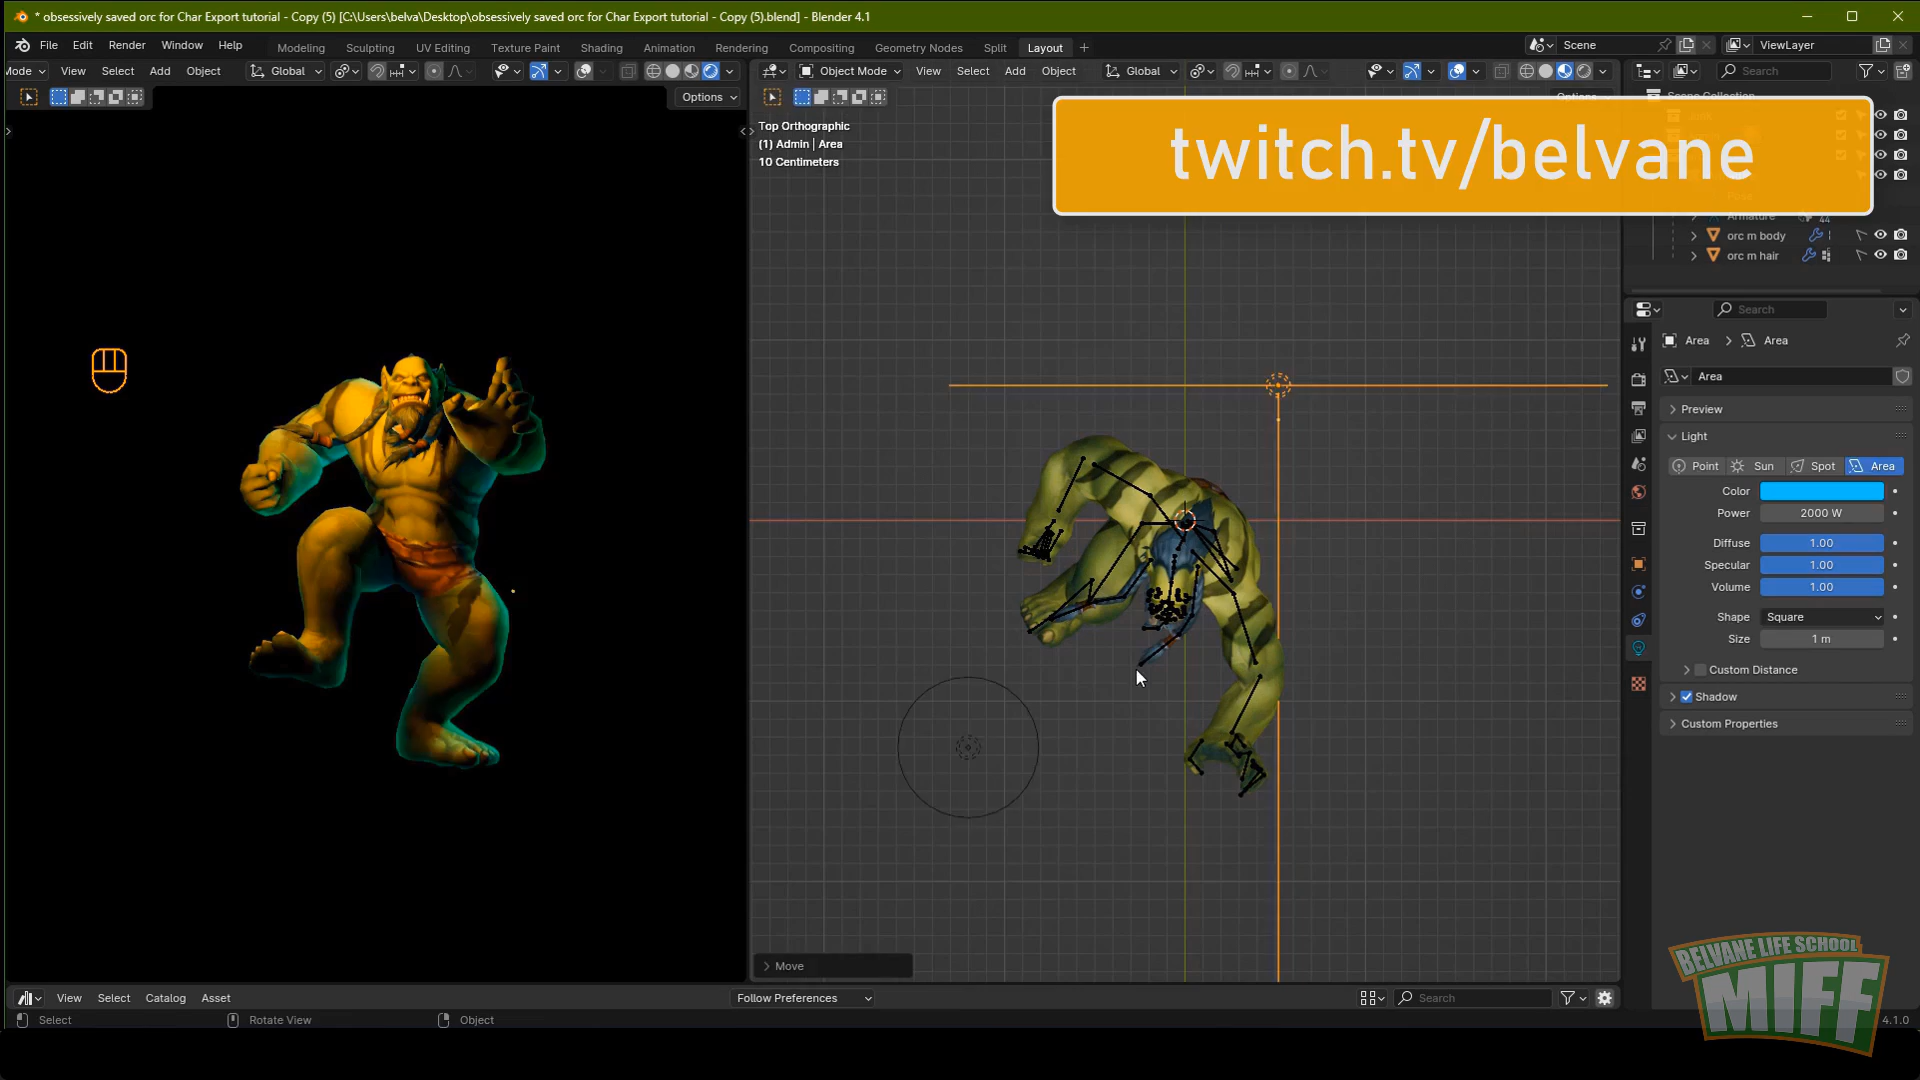 * obsessively saved orc for Char Export tutorial - Copy (5) [C:\Users\belva\Desktop\obsessively saved orc for Char Export tutorial - Copy (5).blend] - Blender 4.1
File Edit Render Window Help Modeling Sculpting UV Editing Texture Paint Shading Animation Rendering Compositing Geometry Nodes Split Layout + Scene ViewLayer
Mode View Select Add Object Global Object Mode View Select Add Object Global Search
Options
Top Orthographic
(1) Admin | Area
10 Centimeters
twitch.tv/belvane
Armature 44
orc m body
orc m hair
Search
Area > Area
Area
Preview
Light
Point Sun Spot Area
Color
Power 2000 W
Diffuse 1.00
Specular 1.00
Volume 1.00
Shape Square
Size 1 m
Custom Distance
Shadow
Custom Properties
Move
BELVANE LIFE SCHOOL
MIFF
View Select Catalog Asset Follow Preferences Search
Select Rotate View Object 4.1.0